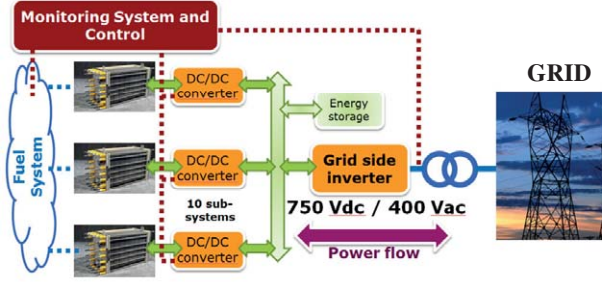 Monitoring System and
Control
GRID
DC/DC
converter
Energy
storage
Fuel
System
DC/DC
converter
Grid side
inverter
10 sub-
systems
750 Vdc / 400 Vac
DC/DC
converter
Power flow